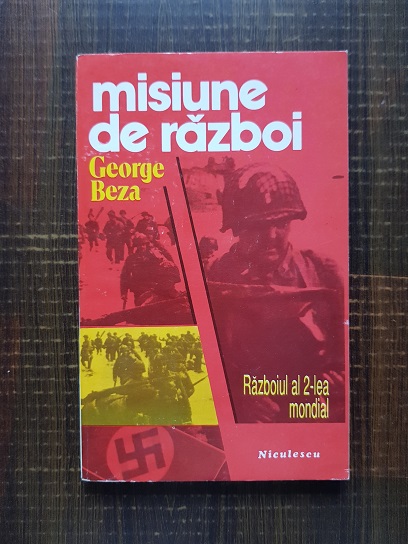 misiune
de război
George
Beza
Războiul al 2-lea
mondial
Niculescu